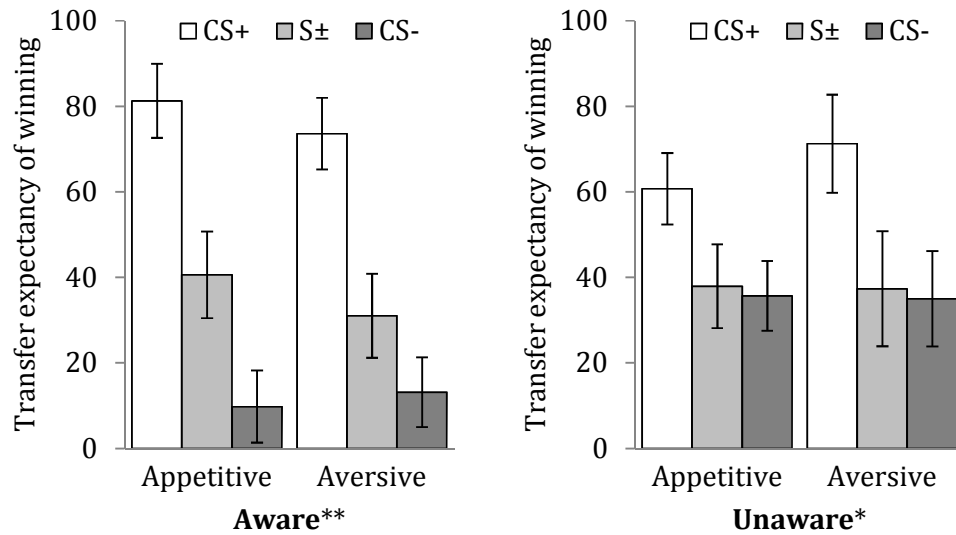 Transfer expectancy of winning
100
80
60
40
20
0
CS+ S± CS-
Appetitive Aversive
Aware**
Transfer expectancy of winning
100
80
60
40
20
0
CS+ S± CS-
Appetitive Aversive
Unaware*